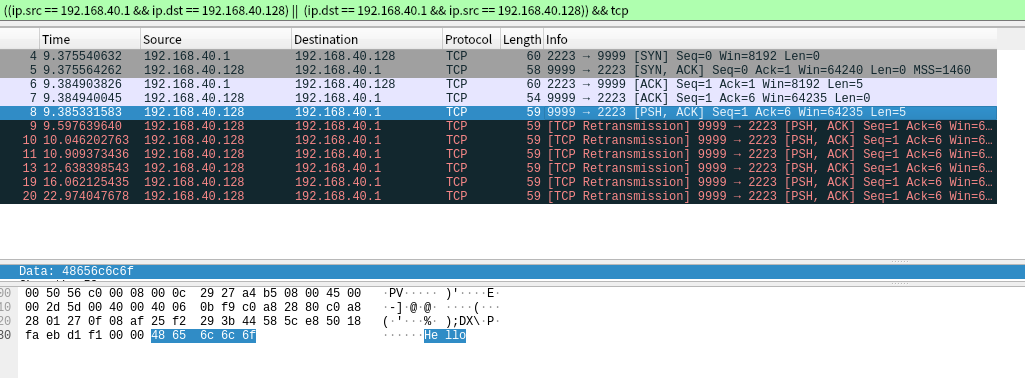 ((ip.src == 192.168.40.1 && ip.dst == 192.168.40.128) || (ip.dst == 192.168.40.1 && ip.src == 192.168.40.128)) && tcp
Time Source Destination Protocol Length Info
4 9.375540632 192.168.40.1 192.168.40.128 TCP 60 2223 → 9999 [SYN] Seq=0 Win=8192 Len=0
5 9.375564262 192.168.40.128 192.168.40.1 TCP 58 9999 → 2223 [SYN, ACK] Seq=0 Ack=1 Win=64240 Len=0 MSS=1460
6 9.384903826 192.168.40.1 192.168.40.128 TCP 60 2223 → 9999 [ACK] Seq=1 Ack=1 Win=8192 Len=5
7 9.384940045 192.168.40.128 192.168.40.1 TCP 54 9999 → 2223 [ACK] Seq=1 Ack=6 Win=64235 Len=0
8 9.385331583 192.168.40.128 192.168.40.1 TCP 59 9999 → 2223 [PSH, ACK] Seq=1 Ack=6 Win=64235 Len=5
9 9.597639640 192.168.40.128 192.168.40.1 TCP 59 [TCP Retransmission] 9999 → 2223 [PSH, ACK] Seq=1 Ack=6 Win=6…
10 10.046202763 192.168.40.128 192.168.40.1 TCP 59 [TCP Retransmission] 9999 → 2223 [PSH, ACK] Seq=1 Ack=6 Win=6…
11 10.909373436 192.168.40.128 192.168.40.1 TCP 59 [TCP Retransmission] 9999 → 2223 [PSH, ACK] Seq=1 Ack=6 Win=6…
13 12.638398543 192.168.40.128 192.168.40.1 TCP 59 [TCP Retransmission] 9999 → 2223 [PSH, ACK] Seq=1 Ack=6 Win=6…
19 16.062125435 192.168.40.128 192.168.40.1 TCP 59 [TCP Retransmission] 9999 → 2223 [PSH, ACK] Seq=1 Ack=6 Win=6…
20 22.974047678 192.168.40.128 192.168.40.1 TCP 59 [TCP Retransmission] 9999 → 2223 [PSH, ACK] Seq=1 Ack=6 Win=6…
Data: 48656c6c6f
00 00 50 56 c0 00 08 00 0c 29 27 a4 b5 08 00 45 00 ·PV····· )'····E·
10 00 2d 5d 00 40 00 40 06 0b f9 c0 a8 28 80 c0 a8 ·-]·@·@· ····(···
20 28 01 27 0f 08 af 25 f2 29 3b 44 58 5c e8 50 18 (·'···%· );DX\·P·
30 fa eb d1 f1 00 00 48 65 6c 6c 6f ······He llo